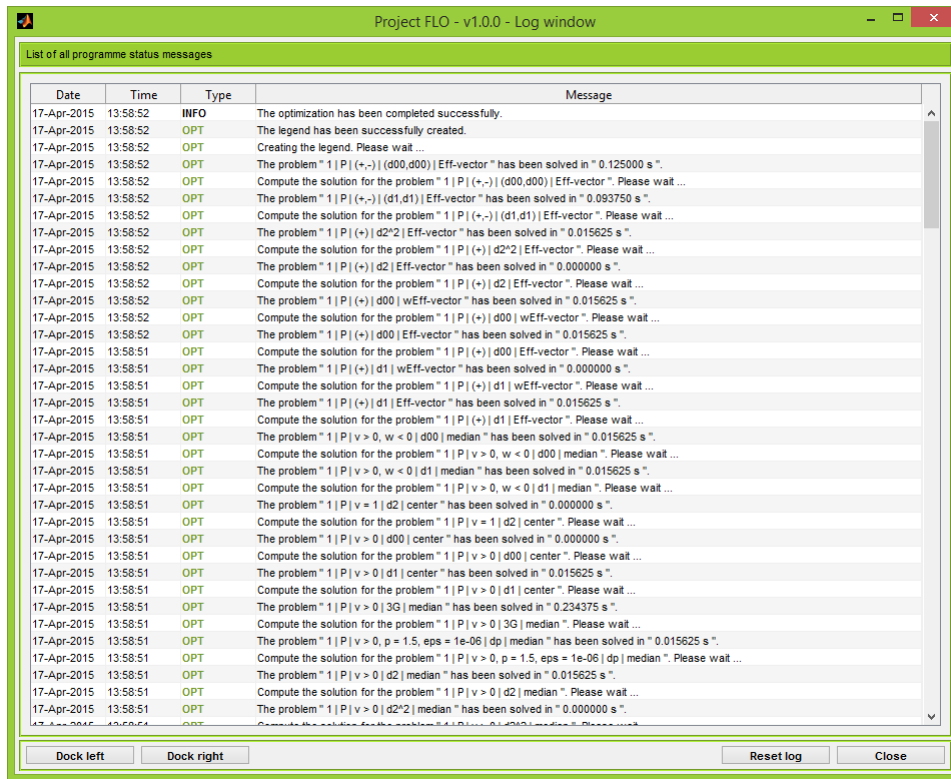 Project FLO - v1.0.0 - Log window
List of all programme status messages
Date Time Type Message
17-Apr-2015 13:58:52 INFO The optimization has been completed successfully.
17-Apr-2015 13:58:52 OPT The legend has been successfully created.
17-Apr-2015 13:58:52 OPT Creating the legend. Please wait ...
17-Apr-2015 13:58:52 OPT The problem " 1 | P | (+,-) | (d00,d00) | Eff-vector " has been solved in " 0.125000 s ".
17-Apr-2015 13:58:52 OPT Compute the solution for the problem " 1 | P | (+,-) | (d00,d00) | Eff-vector ". Please wait ...
17-Apr-2015 13:58:52 OPT The problem " 1 | P | (+,-) | (d1,d1) | Eff-vector " has been solved in " 0.093750 s ".
17-Apr-2015 13:58:52 OPT Compute the solution for the problem " 1 | P | (+,-) | (d1,d1) | Eff-vector ". Please wait ...
17-Apr-2015 13:58:52 OPT The problem " 1 | P | (+) | d2^2 | Eff-vector " has been solved in " 0.015625 s ".
17-Apr-2015 13:58:52 OPT Compute the solution for the problem " 1 | P | (+) | d2^2 | Eff-vector ". Please wait ...
17-Apr-2015 13:58:52 OPT The problem " 1 | P | (+) | d2 | Eff-vector " has been solved in " 0.000000 s ".
17-Apr-2015 13:58:52 OPT Compute the solution for the problem " 1 | P | (+) | d2 | Eff-vector ". Please wait ...
17-Apr-2015 13:58:52 OPT The problem " 1 | P | (+) | d00 | wEff-vector " has been solved in " 0.015625 s ".
17-Apr-2015 13:58:52 OPT Compute the solution for the problem " 1 | P | (+) | d00 | wEff-vector ". Please wait ...
17-Apr-2015 13:58:52 OPT The problem " 1 | P | (+) | d00 | Eff-vector " has been solved in " 0.015625 s ".
17-Apr-2015 13:58:51 OPT Compute the solution for the problem " 1 | P | (+) | d00 | Eff-vector ". Please wait ...
17-Apr-2015 13:58:51 OPT The problem " 1 | P | (+) | d1 | wEff-vector " has been solved in " 0.000000 s ".
17-Apr-2015 13:58:51 OPT Compute the solution for the problem " 1 | P | (+) | d1 | wEff-vector ". Please wait ...
17-Apr-2015 13:58:51 OPT The problem " 1 | P | (+) | d1 | Eff-vector " has been solved in " 0.015625 s ".
17-Apr-2015 13:58:51 OPT Compute the solution for the problem " 1 | P | (+) | d1 | Eff-vector ". Please wait ...
17-Apr-2015 13:58:51 OPT The problem " 1 | P | v > 0, w < 0 | d00 | median " has been solved in " 0.015625 s ".
17-Apr-2015 13:58:51 OPT Compute the solution for the problem " 1 | P | v > 0, w < 0 | d00 | median ". Please wait ...
17-Apr-2015 13:58:51 OPT The problem " 1 | P | v > 0, w < 0 | d1 | median " has been solved in " 0.015625 s ".
17-Apr-2015 13:58:51 OPT Compute the solution for the problem " 1 | P | v > 0, w < 0 | d1 | median ". Please wait ...
17-Apr-2015 13:58:51 OPT The problem " 1 | P | v = 1 | d2 | center " has been solved in " 0.000000 s ".
17-Apr-2015 13:58:51 OPT Compute the solution for the problem " 1 | P | v = 1 | d2 | center ". Please wait ...
17-Apr-2015 13:58:51 OPT The problem " 1 | P | v > 0 | d00 | center " has been solved in " 0.000000 s ".
17-Apr-2015 13:58:51 OPT Compute the solution for the problem " 1 | P | v > 0 | d00 | center ". Please wait ...
17-Apr-2015 13:58:51 OPT The problem " 1 | P | v > 0 | d1 | center " has been solved in " 0.015625 s ".
17-Apr-2015 13:58:51 OPT Compute the solution for the problem " 1 | P | v > 0 | d1 | center ". Please wait ...
17-Apr-2015 13:58:51 OPT The problem " 1 | P | v > 0 | 3G | median " has been solved in " 0.234375 s ".
17-Apr-2015 13:58:51 OPT Compute the solution for the problem " 1 | P | v > 0 | 3G | median ". Please wait ...
17-Apr-2015 13:58:51 OPT The problem " 1 | P | v > 0, p = 1.5, eps = 1e-06 | dp | median " has been solved in " 0.015625 s ".
17-Apr-2015 13:58:51 OPT Compute the solution for the problem " 1 | P | v > 0, p = 1.5, eps = 1e-06 | dp | median ". Please wait ...
17-Apr-2015 13:58:51 OPT The problem " 1 | P | v > 0 | d2 | median " has been solved in " 0.015625 s ".
17-Apr-2015 13:58:51 OPT Compute the solution for the problem " 1 | P | v > 0 | d2 | median ". Please wait ...
17-Apr-2015 13:58:51 OPT The problem " 1 | P | v > 0 | d2^2 | median " has been solved in " 0.000000 s ".
17-Apr-2015 13:58:51 OPT Compute the solution for the problem " 1 | P | v > 0 | d2^2 | median ". Please wait
Dock left Dock right Reset log Close